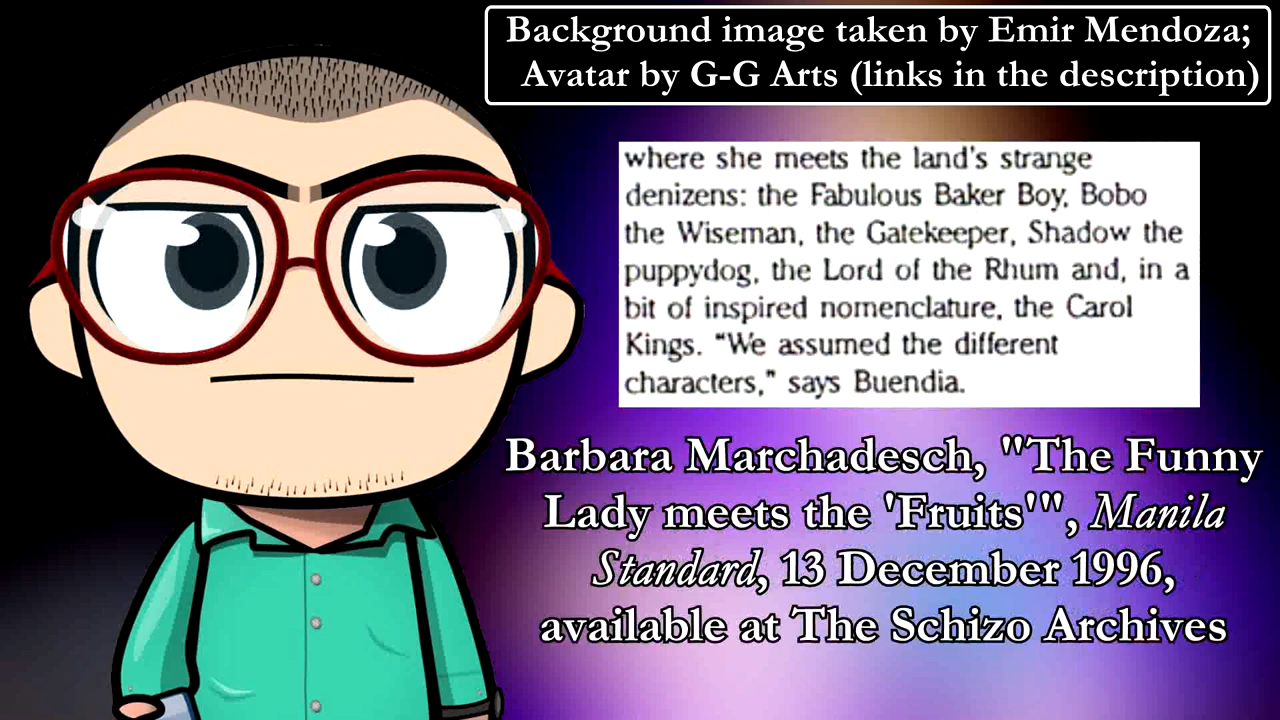 Background image taken by Emir Mendoza;
Avatar by G-G Arts (links in the description)
where she meets the land's strange
denizens: the Fabulous Baker Boy, Bobo
the Wiseman, the Gatekeeper, Shadow the
puppydog, the Lord of the Rhum and, in a
bit of inspired nomenclature, the Carol
Kings. "We assumed the different
characters," says Buendia.
Barbara Marchadesch, "The Funny
Lady meets the 'Fruits'", Manila
Standard, 13 December 1996,
available at The Schizo Archives